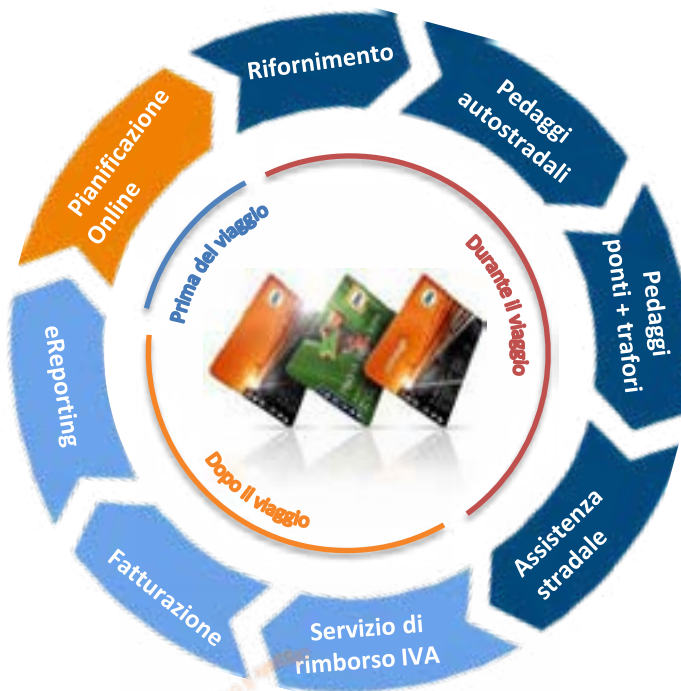 Rifornimento
Pedaggi
autostradali
Pedaggi
ponti + trafori
Assistenza
stradale
Servizio di
rimborso IVA
Fatturazione
eReporting
Pianificazione
Online
Prima del viaggio
Durante il viaggio
Dopo il viaggio